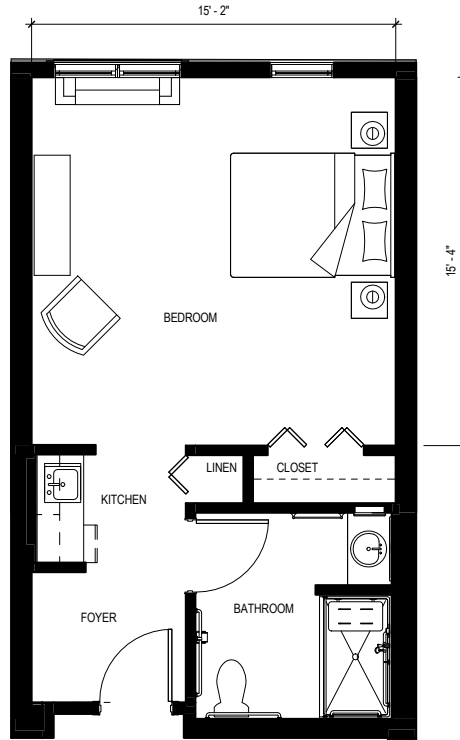 15' - 2"
15' - 4"
BEDROOM
LINEN
CLOSET
KITCHEN
BATHROOM
FOYER